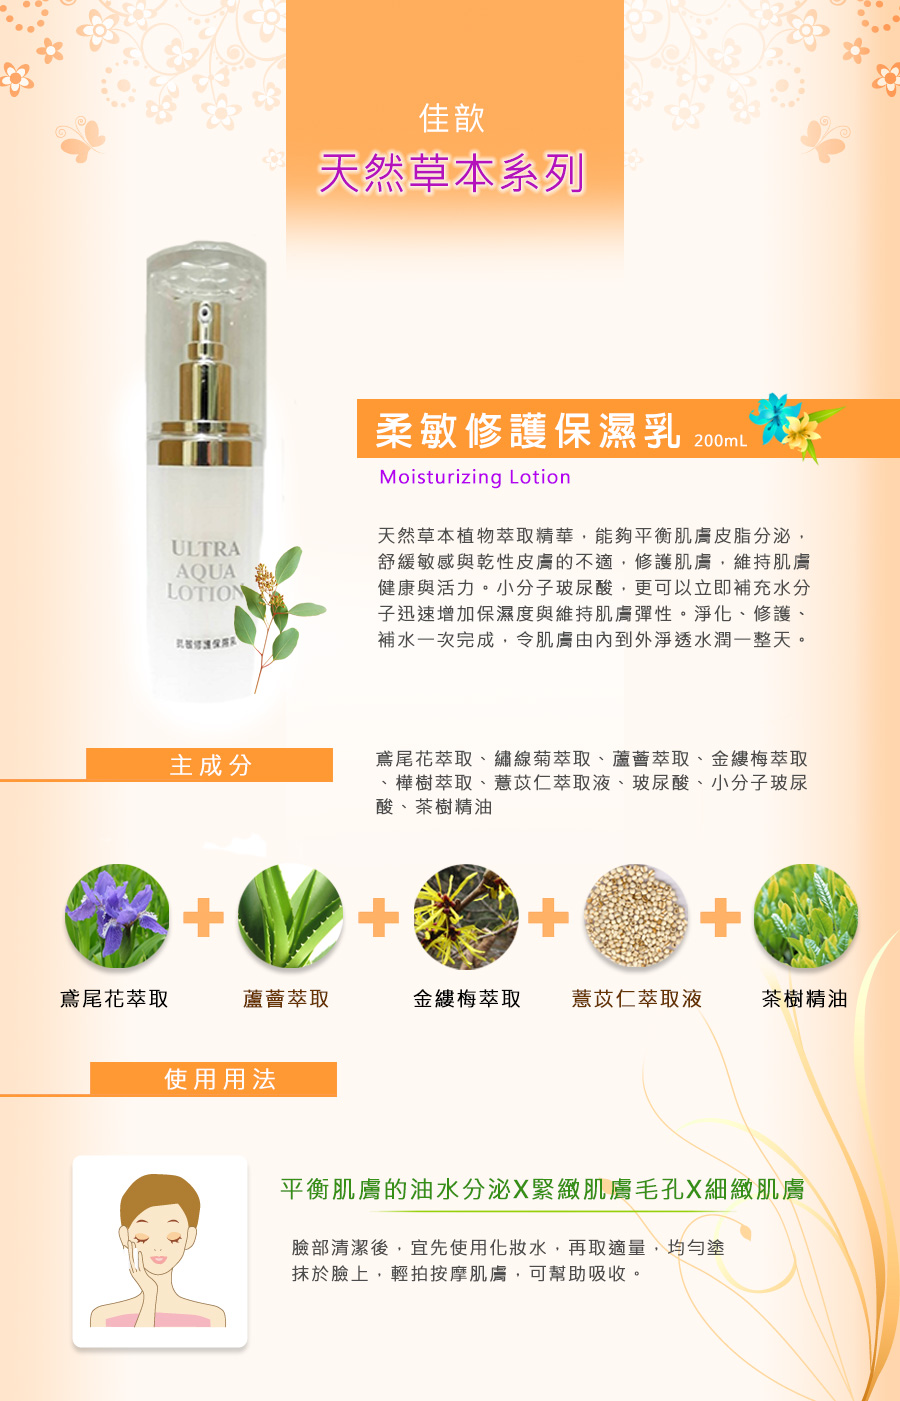 佳歆
天然草本系列
柔敏修護保濕乳 200mL
Moisturizing Lotion
ULTRA
AQUA
LOTION
天然草本植物萃取精華，能夠平衡肌膚皮脂分泌，
舒緩敏感與乾性皮膚的不適，修護肌膚，維持肌膚
健康與活力。小分子玻尿酸，更可以立即補充水分
子迅速增加保濕度與維持肌膚彈性。淨化、修護、
補水一次完成，令肌膚由內到外淨透水潤一整天。
主成分
鳶尾花萃取、繡線菊萃取、蘆薈萃取、金縷梅萃取
、樺樹萃取、薏苡仁萃取液、玻尿酸、小分子玻尿
酸、茶樹精油
鳶尾花萃取
蘆薈萃取
金縷梅萃取
薏苡仁萃取液
茶樹精油
使用用法
平衡肌膚的油水分泌X緊緻肌膚毛孔X細緻肌膚
臉部清潔後，宜先使用化妝水，再取適量，均勻塗
抹於臉上，輕拍按摩肌膚，可幫助吸收。